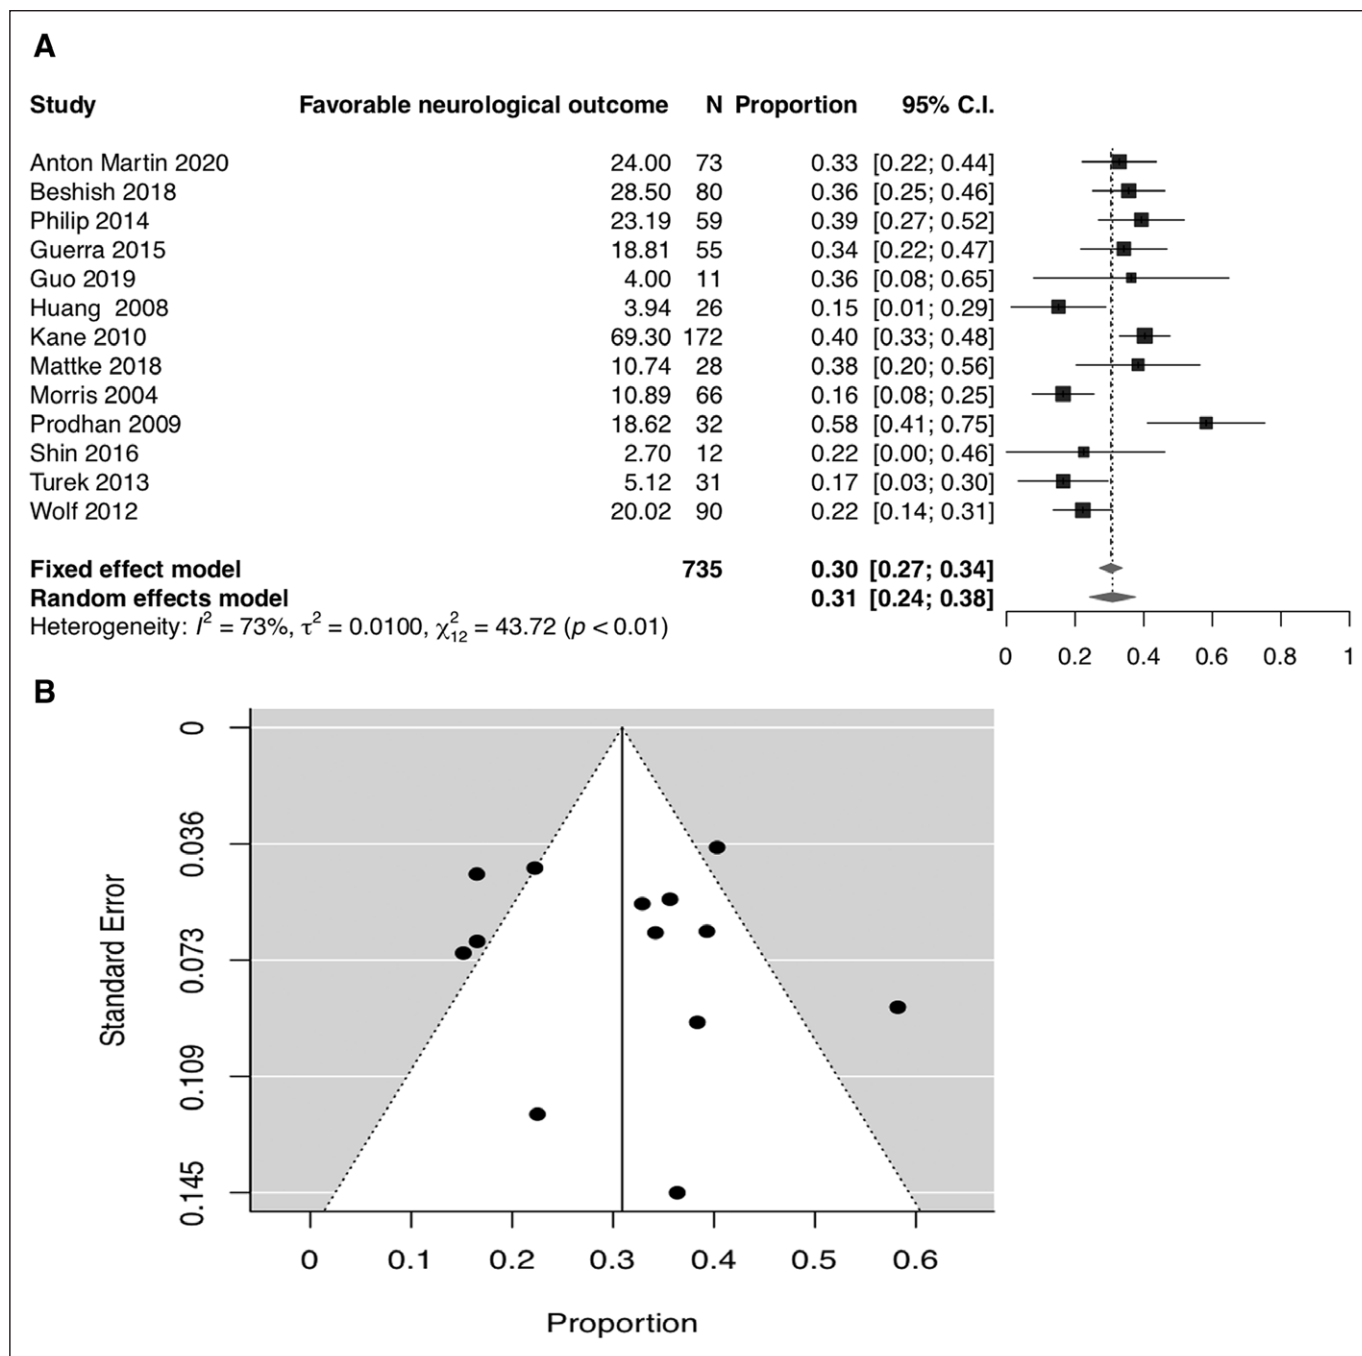 A
Study Favorable neurological outcome N Proportion 95% C.I.
Anton Martin 2020 24.00 73 0.33 [0.22; 0.44]
Beshish 2018 28.50 80 0.36 [0.25; 0.46]
Philip 2014 23.19 59 0.39 [0.27; 0.52]
Guerra 2015 18.81 55 0.34 [0.22; 0.47]
Guo 2019 4.00 11 0.36 [0.08; 0.65]
Huang 2008 3.94 26 0.15 [0.01; 0.29]
Kane 2010 69.30 172 0.40 [0.33; 0.48]
Mattke 2018 10.74 28 0.38 [0.20; 0.56]
Morris 2004 10.89 66 0.16 [0.08; 0.25]
Prodhan 2009 18.62 32 0.58 [0.41; 0.75]
Shin 2016 2.70 12 0.22 [0.00; 0.46]
Turek 2013 5.12 31 0.17 [0.03; 0.30]
Wolf 2012 20.02 90 0.22 [0.14; 0.31]
Fixed effect model 735 0.30 [0.27; 0.34]
Random effects model 0.31 [0.24; 0.38]
Heterogeneity: I² = 73%, τ² = 0.0100, χ²₁₂ = 43.72 (p < 0.01)
0 0.2 0.4 0.6 0.8 1
B
Standard Error
0
0.036
0.073
0.109
0.145
0 0.1 0.2 0.3 0.4 0.5 0.6
Proportion